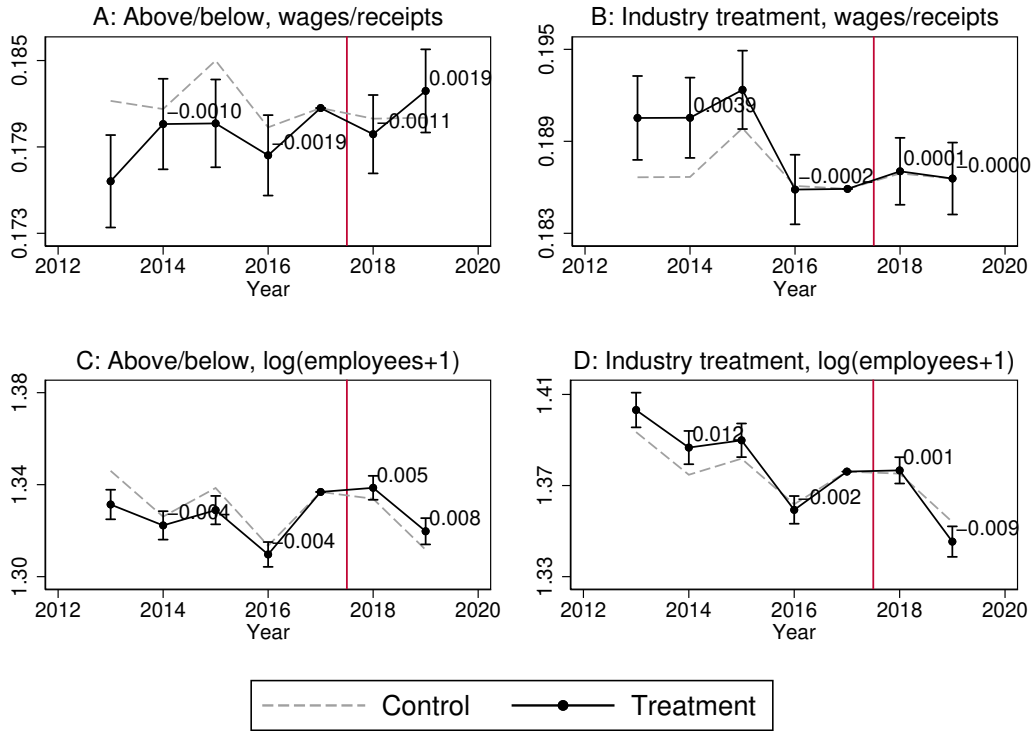 A: Above/below, wages/receipts
0.185
0.179
0.173
−0.0010
−0.0019
−0.0011
0.0019
2012 2014 2016 2018 2020
Year
B: Industry treatment, wages/receipts
0.195
0.189
0.183
0.0039
−0.0002
0.0001
−0.0000
2012 2014 2016 2018 2020
Year
C: Above/below, log(employees+1)
1.38
1.34
1.30
−0.004
−0.004
0.005
0.008
2012 2014 2016 2018 2020
Year
D: Industry treatment, log(employees+1)
1.41
1.37
1.33
0.012
−0.002
0.001
−0.009
2012 2014 2016 2018 2020
Year
Control Treatment